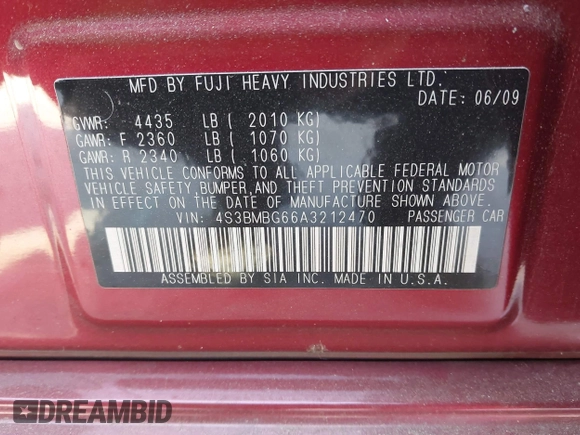 MFD BY FUJI HEAVY INDUSTRIES LTD.
DATE: 06/09
GVWR: 4435 LB ( 2010 KG)
GAWR: F 2360 LB ( 1070 KG)
GAWR: R 2340 LB ( 1060 KG)
THIS VEHICLE CONFORMS TO ALL APPLICABLE FEDERAL MOTOR
VEHICLE SAFETY, BUMPER, AND THEFT PREVENTION STANDARDS
IN EFFECT ON THE DATE OF MANUFACTURE SHOWN ABOVE.
VIN: 4S3BMBG66A3212470 PASSENGER CAR
ASSEMBLED BY SIA INC. MADE IN U.S.A.
DREAMBID